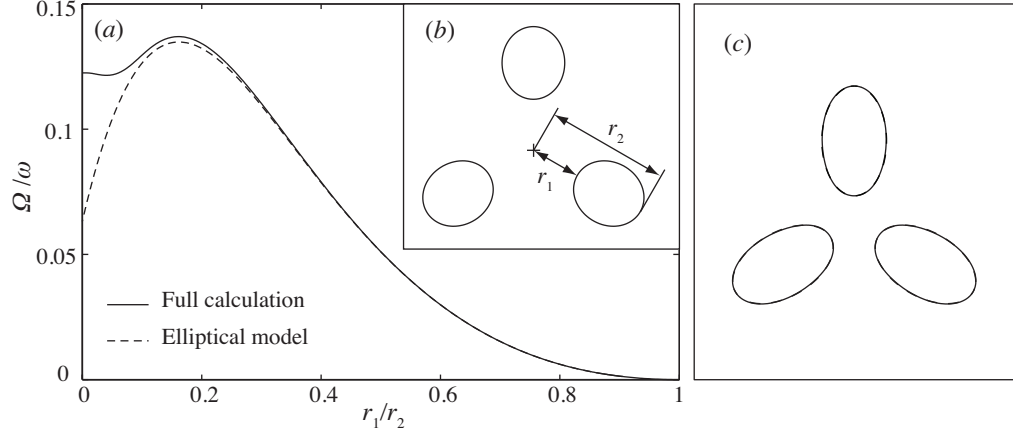 0.15
(a)
(b)
(c)
0.1
0.05
0
Ω/ω
r2
r1
Full calculation
Elliptical model
0
0.2
0.4
0.6
0.8
1
r1/r2